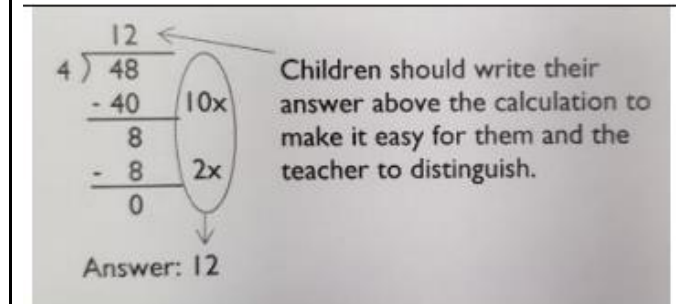 12
4 ) 48
- 40 10x
8
- 8 2x
0
Answer: 12
Children should write their
answer above the calculation to
make it easy for them and the
teacher to distinguish.